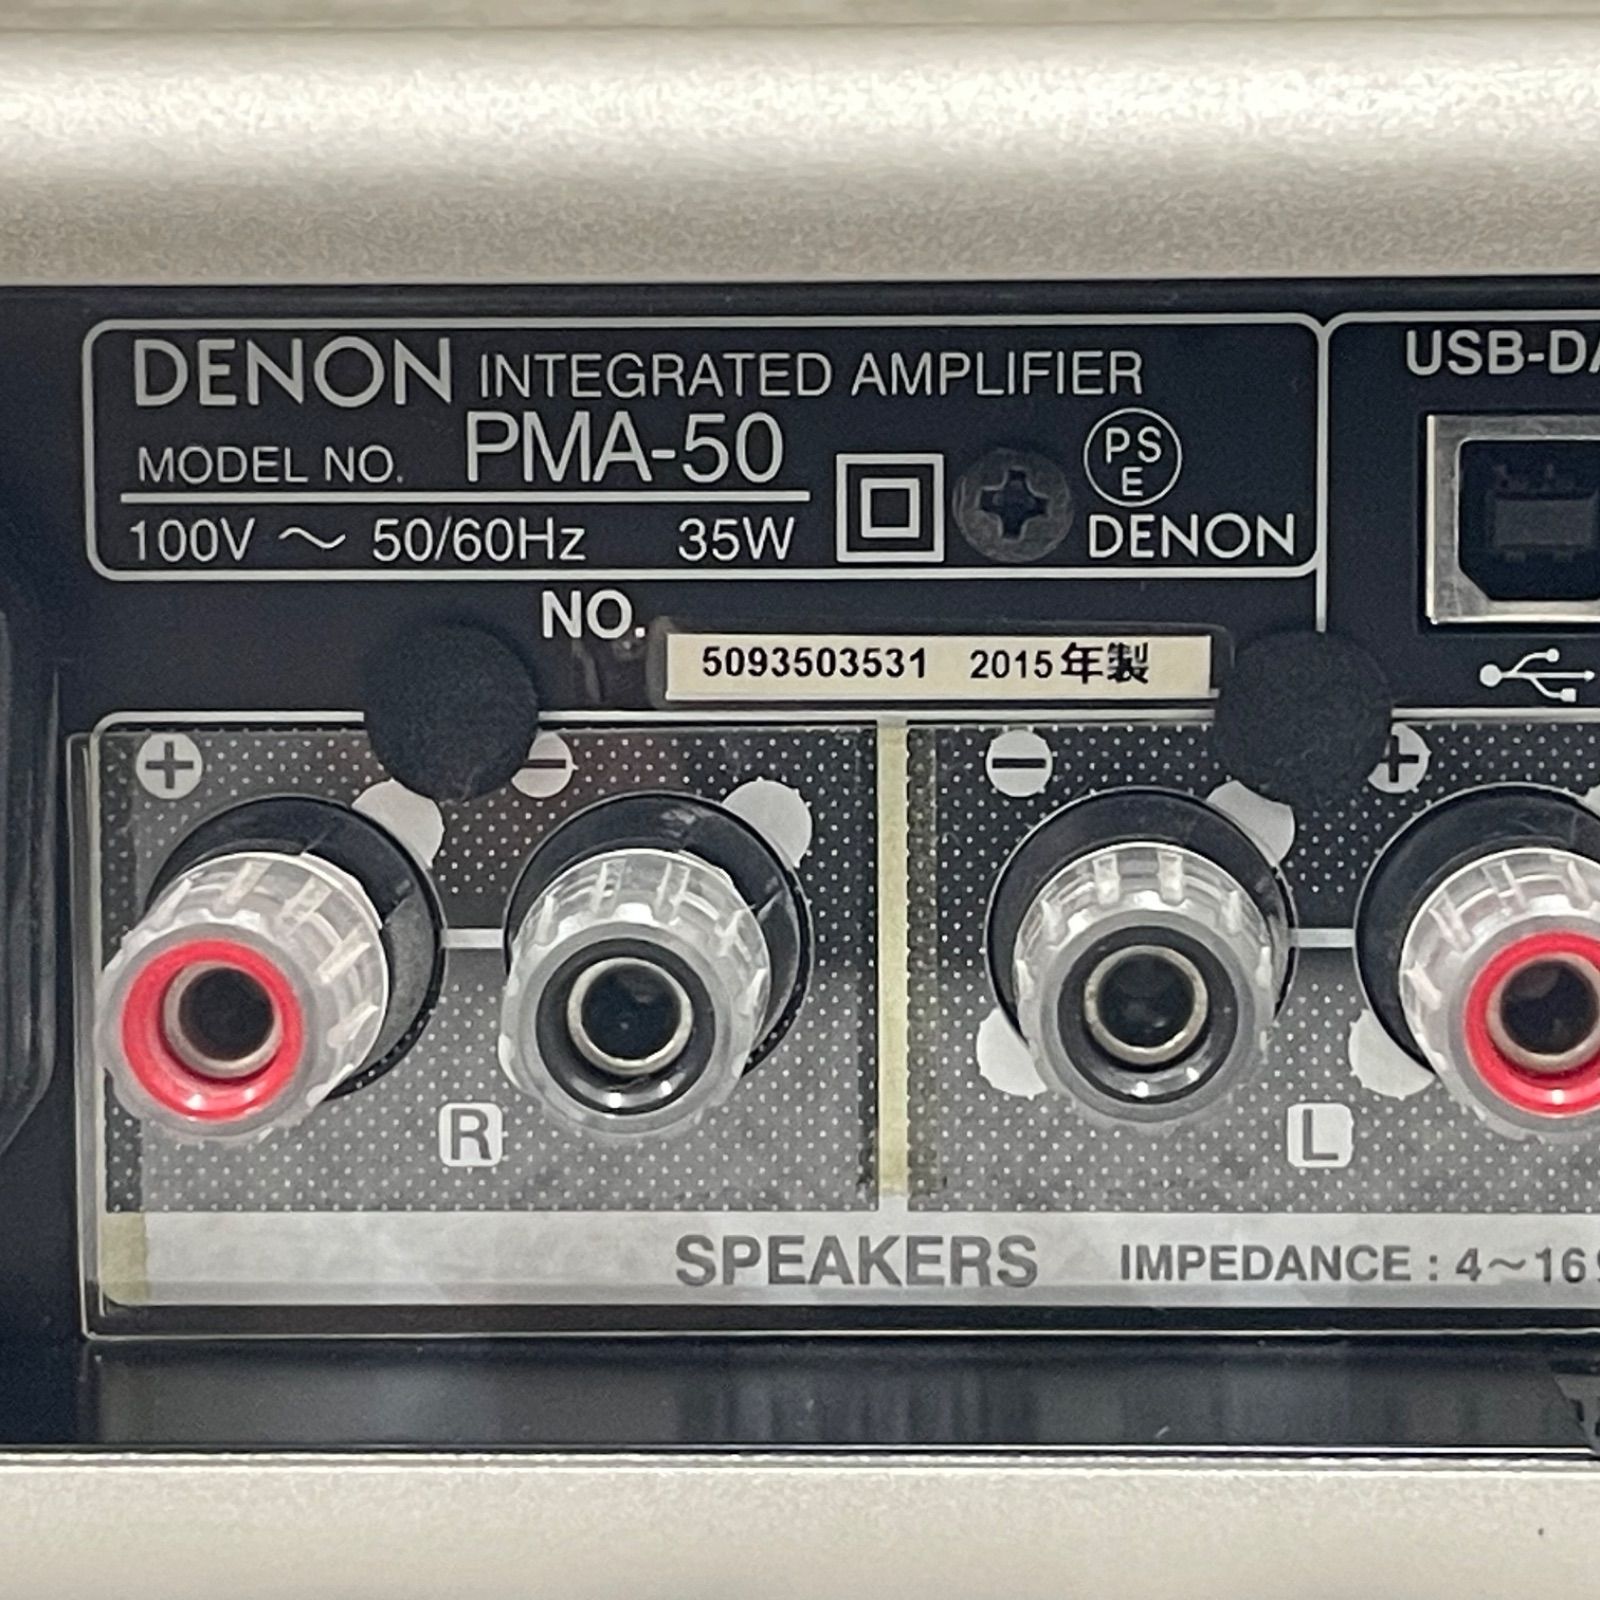 DENON INTEGRATED AMPLIFIER
MODEL NO. PMA-50
100V ～ 50/60Hz 35W
PS
E
DENON
USB-DA
NO.
5093503531 2015年製
+ − − +
R L
SPEAKERS IMPEDANCE : 4～16